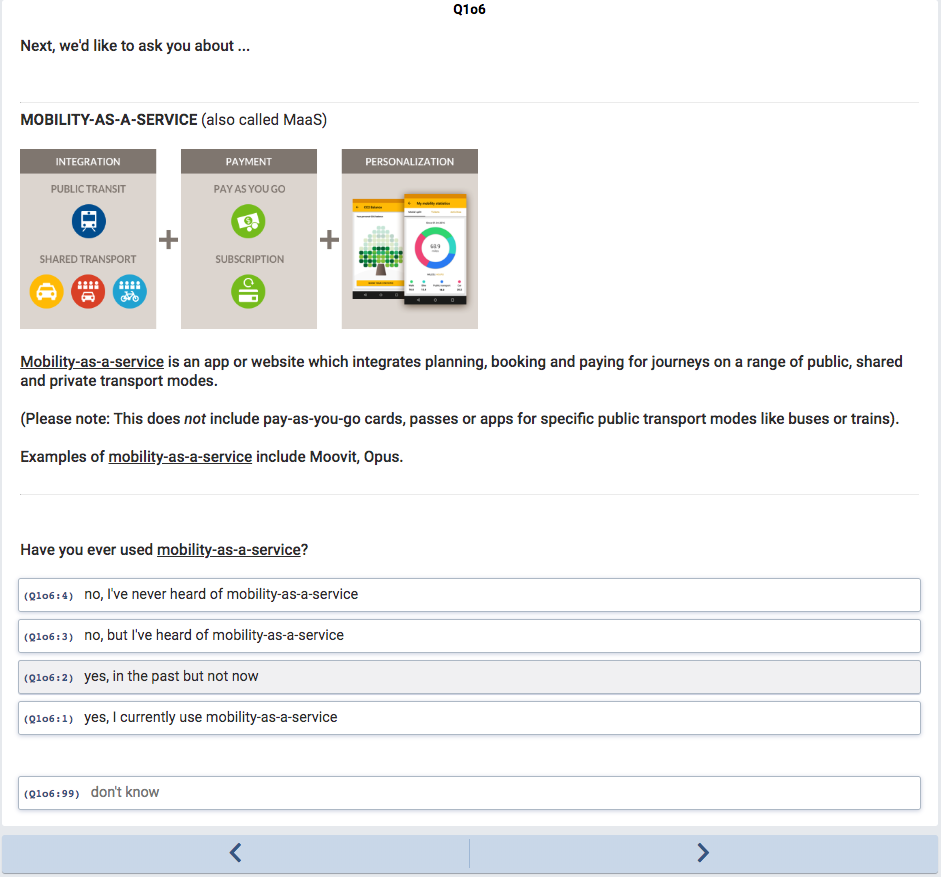 Q1o6
Next, we'd like to ask you about ...
MOBILITY-AS-A-SERVICE (also called MaaS)
INTEGRATION
PUBLIC TRANSIT
SHARED TRANSPORT
PAYMENT
PAY AS YOU GO
SUBSCRIPTION
PERSONALIZATION
My mobility statistics
Mobility-as-a-service is an app or website which integrates planning, booking and paying for journeys on a range of public, shared
and private transport modes.
(Please note: This does not include pay-as-you-go cards, passes or apps for specific public transport modes like buses or trains).
Examples of mobility-as-a-service include Moovit, Opus.
Have you ever used mobility-as-a-service?
(Q1o6:4) no, I've never heard of mobility-as-a-service
(Q1o6:3) no, but I've heard of mobility-as-a-service
(Q1o6:2) yes, in the past but not now
(Q1o6:1) yes, I currently use mobility-as-a-service
(Q1o6:99) don't know